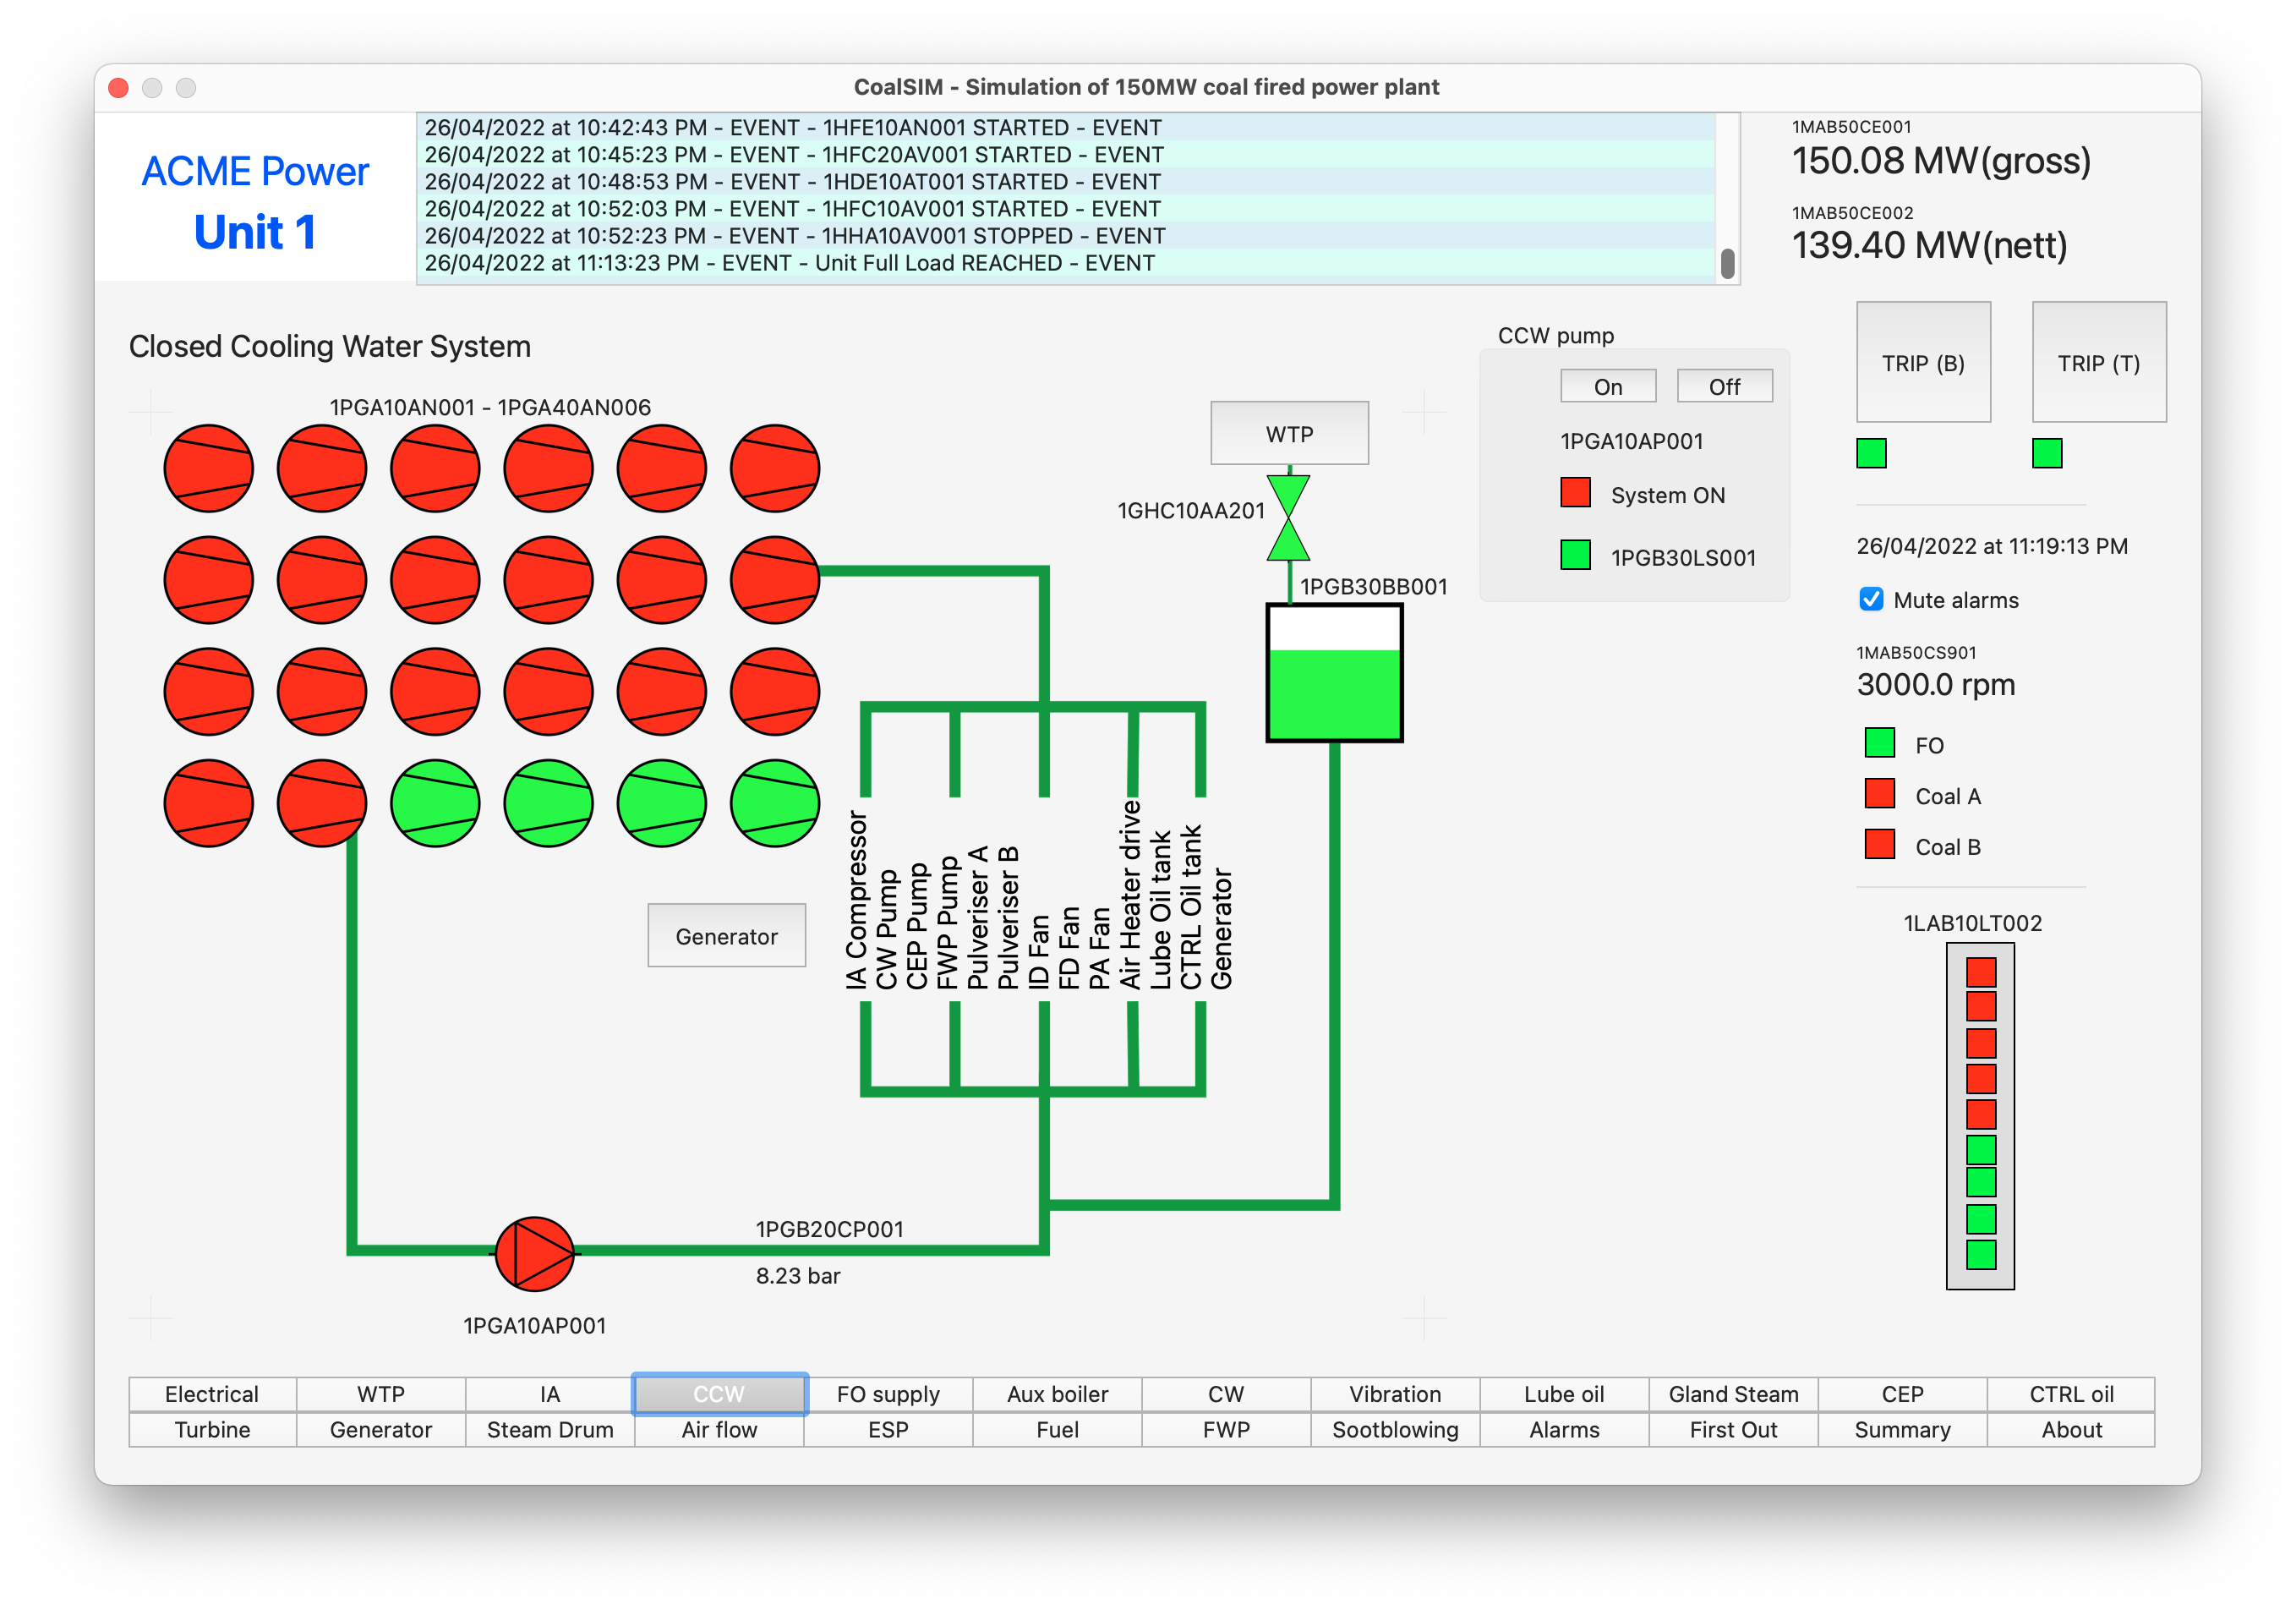 CoalSIM - Simulation of 150MW coal fired power plant
ACME Power
Unit 1
26/04/2022 at 10:42:43 PM - EVENT - 1HFE10AN001 STARTED - EVENT
26/04/2022 at 10:45:23 PM - EVENT - 1HFC20AV001 STARTED - EVENT
26/04/2022 at 10:48:53 PM - EVENT - 1HDE10AT001 STARTED - EVENT
26/04/2022 at 10:52:03 PM - EVENT - 1HFC10AV001 STARTED - EVENT
26/04/2022 at 10:52:23 PM - EVENT - 1HHA10AV001 STOPPED - EVENT
26/04/2022 at 11:13:23 PM - EVENT - Unit Full Load REACHED - EVENT
1MAB50CE001
150.08 MW(gross)
1MAB50CE002
139.40 MW(nett)
Closed Cooling Water System
1PGA10AN001 - 1PGA40AN006
WTP
1GHC10AA201
1PGB30BB001
CCW pump
On
Off
1PGA10AP001
System ON
1PGB30LS001
TRIP (B)
TRIP (T)
26/04/2022 at 11:19:13 PM
Mute alarms
1MAB50CS901
3000.0 rpm
FO
Coal A
Coal B
1LAB10LT002
Generator
IA Compressor
CW Pump
CEP Pump
FWP Pump
Pulveriser A
Pulveriser B
ID Fan
FD Fan
PA Fan
Air Heater drive
Lube Oil tank
CTRL Oil tank
Generator
1PGB20CP001
8.23 bar
1PGA10AP001
Electrical
WTP
IA
CCW
FO supply
Aux boiler
CW
Vibration
Lube oil
Gland Steam
CEP
CTRL oil
Turbine
Generator
Steam Drum
Air flow
ESP
Fuel
FWP
Sootblowing
Alarms
First Out
Summary
About